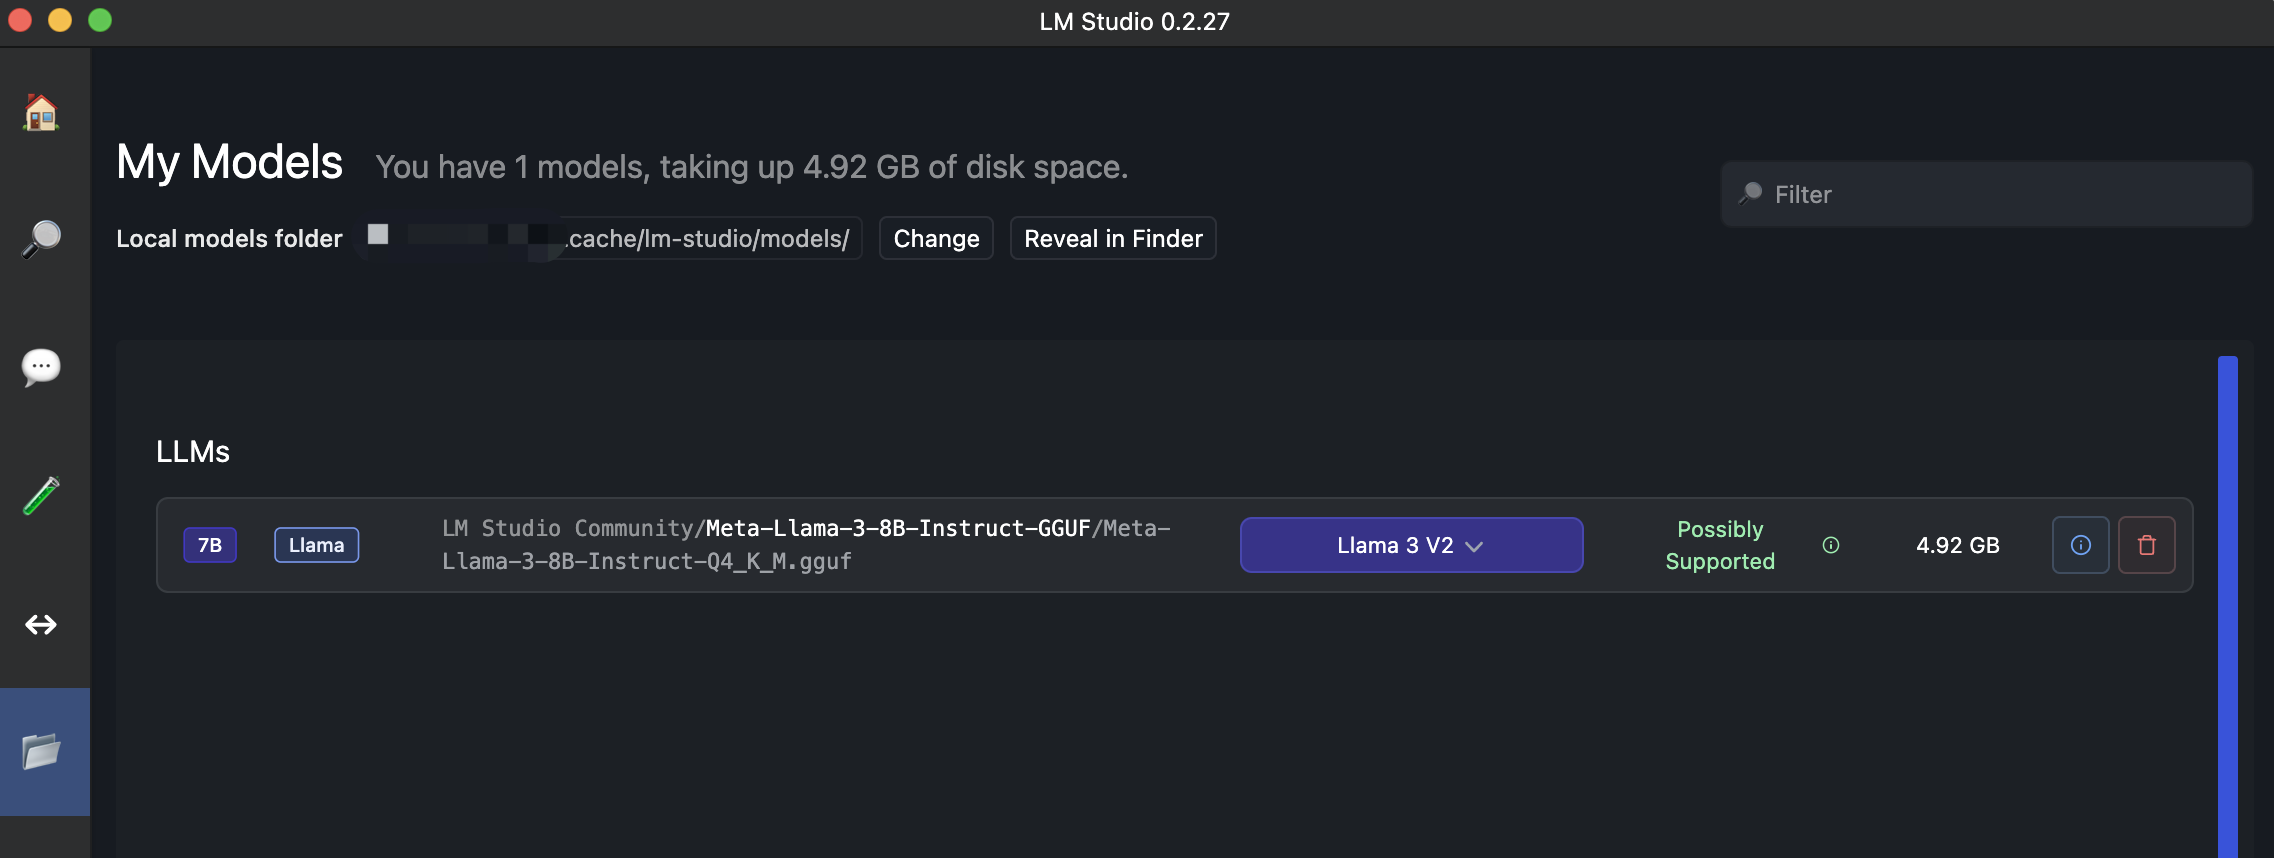 LM Studio 0.2.27
My Models You have 1 models, taking up 4.92 GB of disk space.
Filter
Local models folder .cache/lm-studio/models/ Change Reveal in Finder
LLMs
7B Llama LM Studio Community/Meta-Llama-3-8B-Instruct-GGUF/Meta-
Llama-3-8B-Instruct-Q4_K_M.gguf
Llama 3 V2
Possibly
Supported
4.92 GB